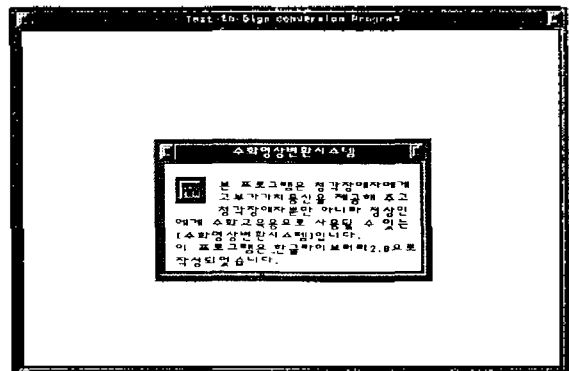 Text-to-Sign conversion Program
수화영상변환시스템
본 프로그램은 청각장애자에게
고부가가치통신을 제공해 주고
청각장애자뿐만 아니라 정상인
에게 수화교육용으로 사용될 수 있는
[수화영상변환시스템]입니다.
이 프로그램은 한글라이브러리2.0으로
작성되었습니다.